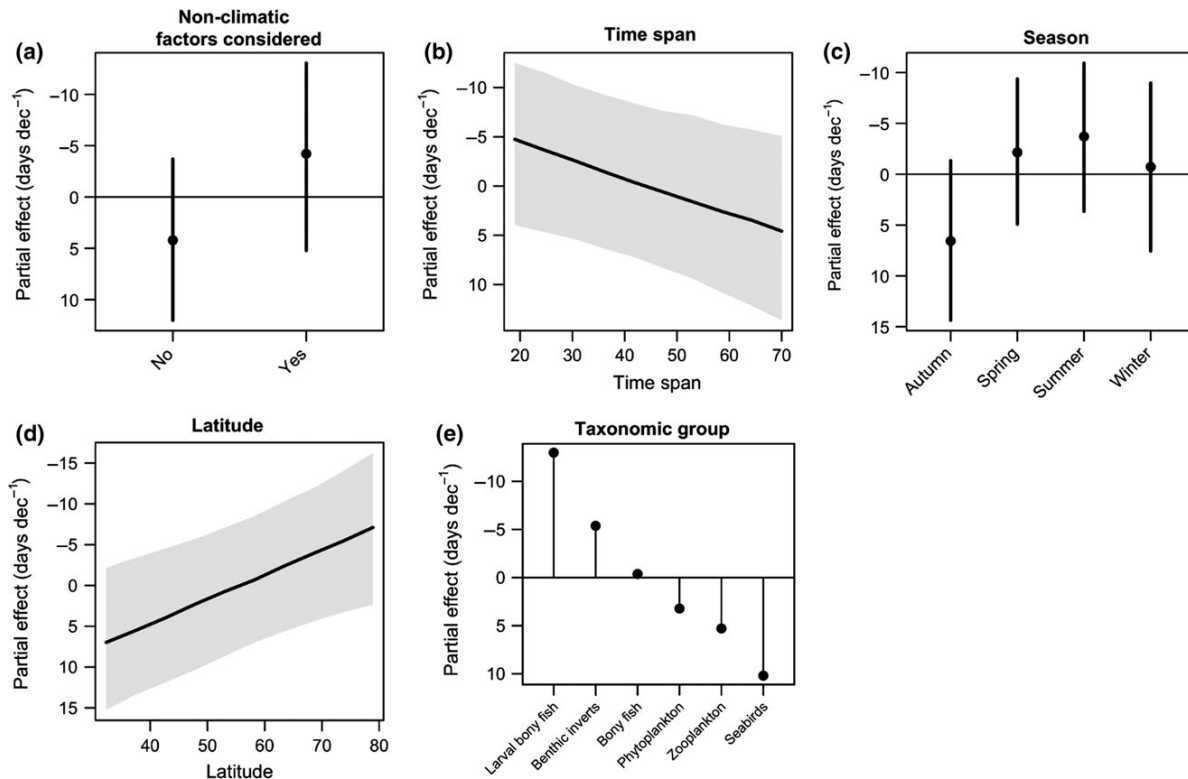 (a)
Non-climatic
factors considered
Partial effect (days dec⁻¹)
–10
–5
0
5
10
No
Yes
(b)
Time span
Partial effect (days dec⁻¹)
–10
–5
0
5
10
20 30 40 50 60 70
Time span
(c)
Season
Partial effect (days dec⁻¹)
–10
–5
0
5
10
15
Autumn
Spring
Summer
Winter
(d)
Latitude
Partial effect (days dec⁻¹)
–15
–10
–5
0
5
10
15
40 50 60 70 80
Latitude
(e)
Taxonomic group
Partial effect (days dec⁻¹)
–10
–5
0
5
10
Larval bony fish
Benthic inverts
Bony fish
Phytoplankton
Zooplankton
Seabirds